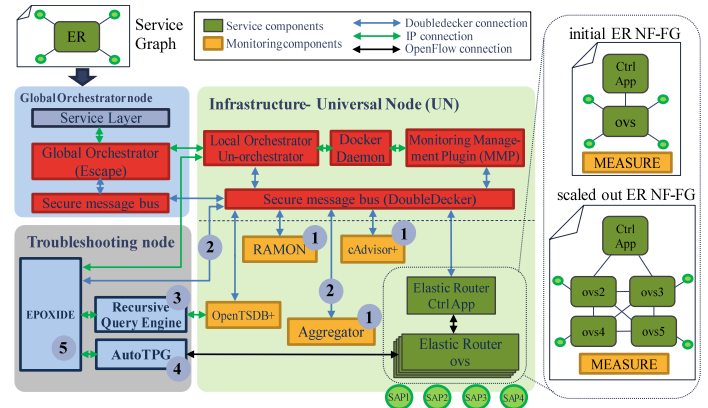 ER
Service
Graph
Service components
Monitoring components
Doubledecker connection
IP connection
OpenFlow connection
Global Orchestrator node
Service Layer
Global Orchestrator
(Escape)
Secure message bus
Infrastructure- Universal Node (UN)
Local Orchestrator
Un-orchestrator
Docker
Daemon
Monitoring Manage-
ment Plugin (MMP)
Secure message bus (DoubleDecker)
Troubleshooting node
2
RAMON
1
cAdvisor+
1
EPOXIDE
Recursive
Query Engine
3
OpenTSDB+
2
Aggregator
1
Elastic Router
Ctrl App
5
AutoTPG
4
Elastic Router
ovs
SAP1
SAP2
SAP3
SAP4
initial ER NF-FG
Ctrl
App
ovs
MEASURE
scaled out ER NF-FG
Ctrl
App
ovs2
ovs3
ovs4
ovs5
MEASURE